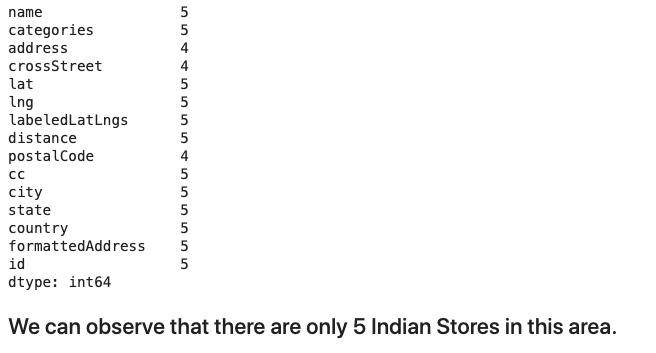 name 5
categories 5
address 4
crossStreet 4
lat 5
lng 5
labeledLatLngs 5
distance 5
postalCode 4
cc 5
city 5
state 5
country 5
formattedAddress 5
id 5
dtype: int64
We can observe that there are only 5 Indian Stores in this area.